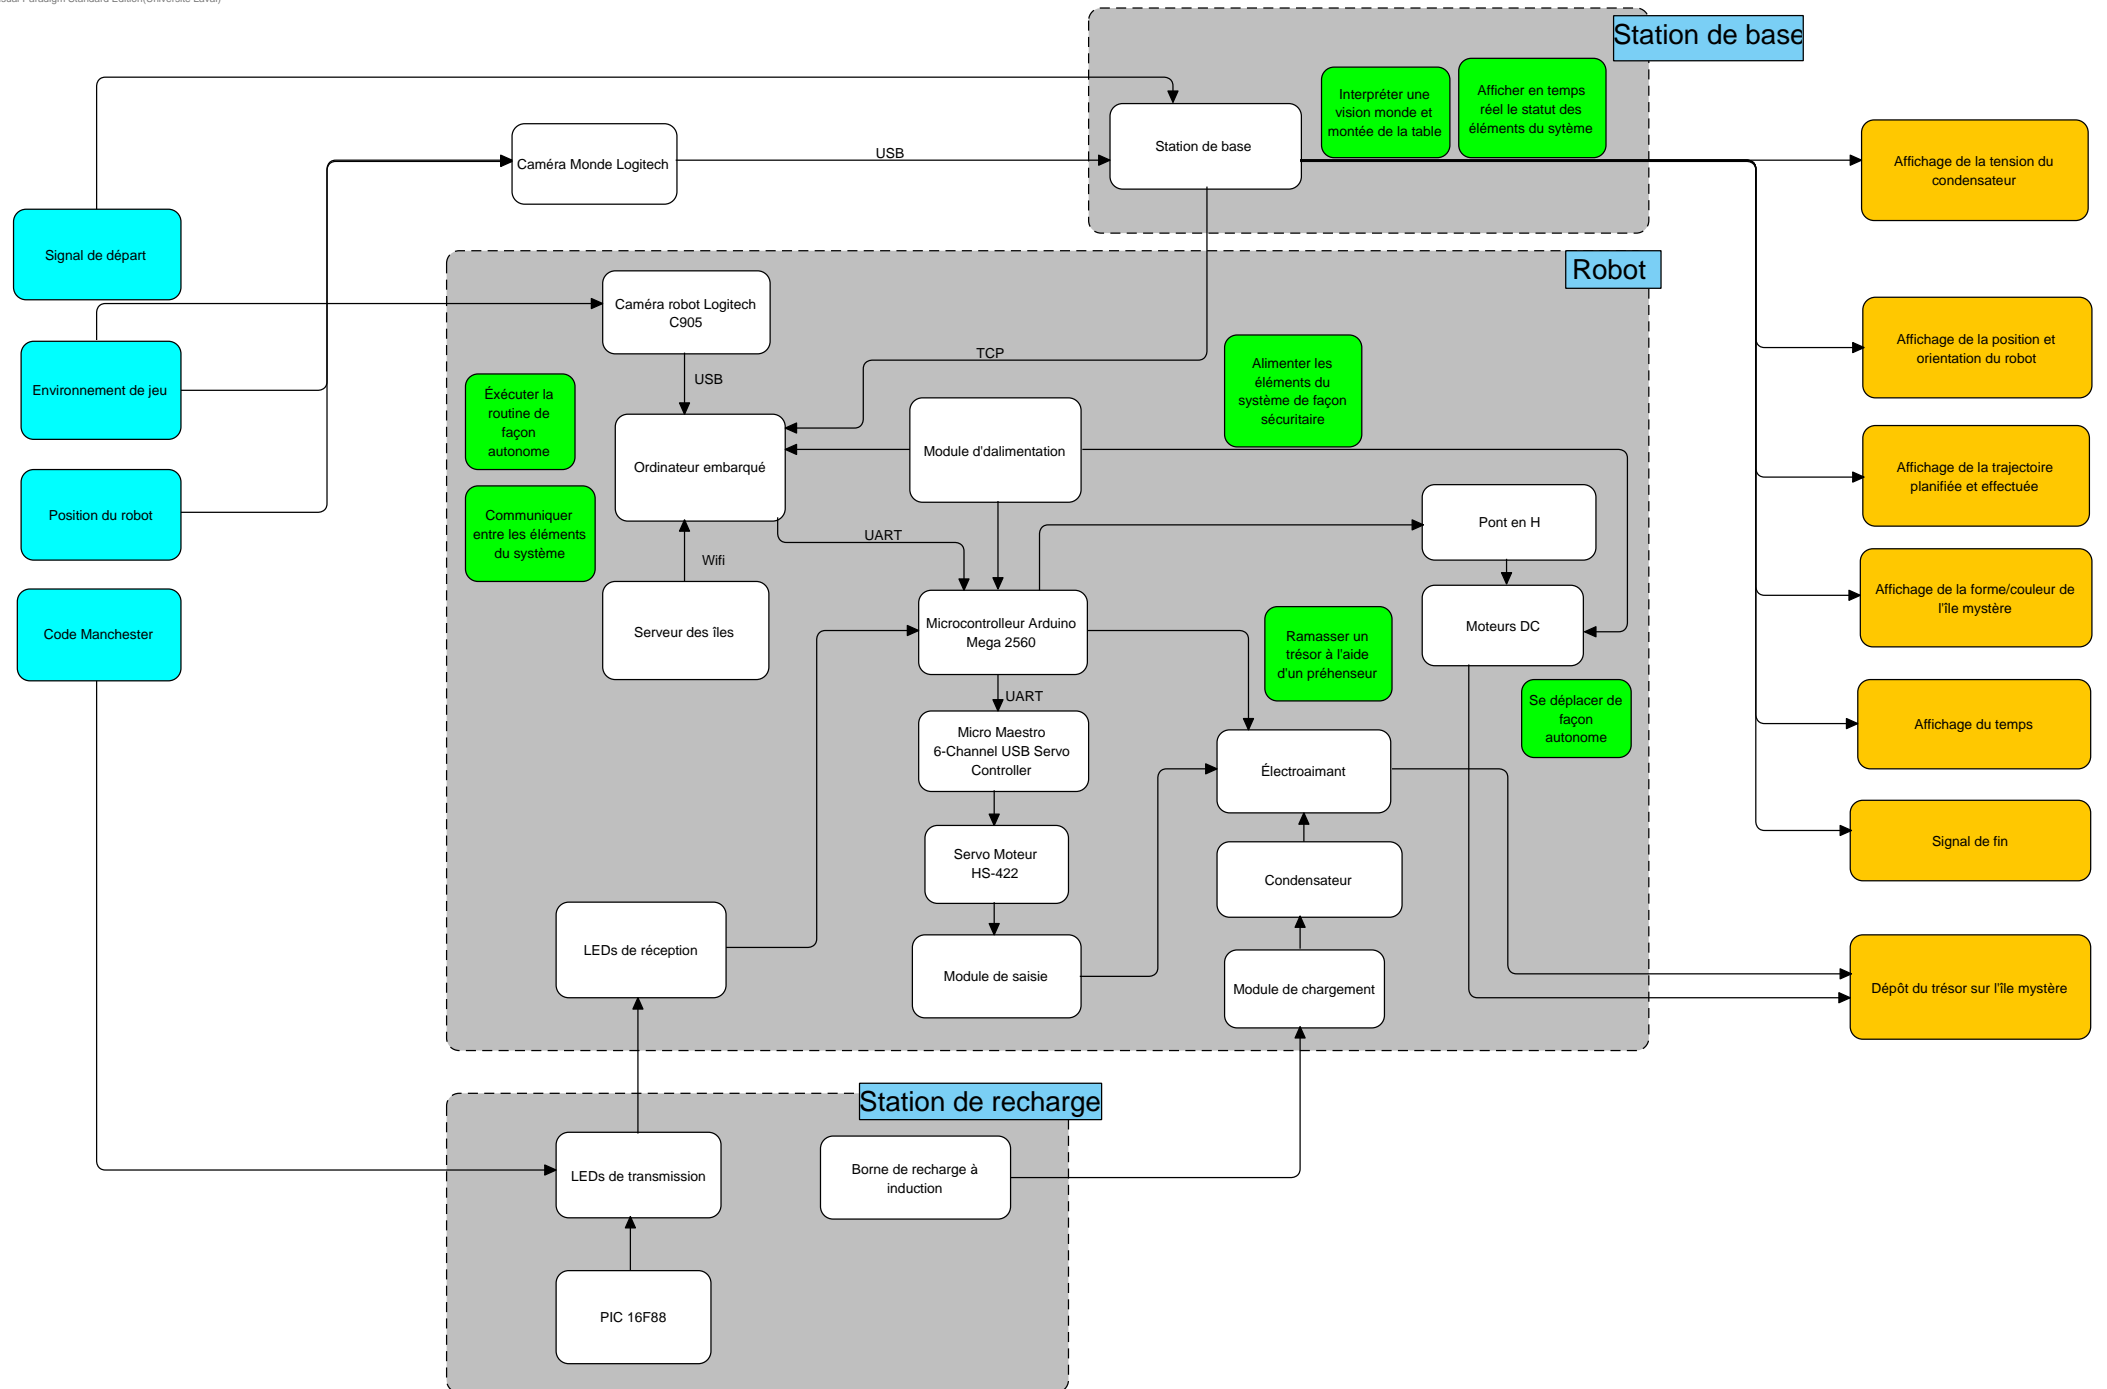 Visual Paradigm Standard Edition(Université Laval)
Station de base
Interpréter une
vision monde et
montée de la table
Afficher en temps
réel le statut des
éléments du sytème
Station de base
Caméra Monde Logitech
USB
Affichage de la tension du
condensateur
Signal de départ
Robot
Caméra robot Logitech
C905
USB
TCP
Environnement de jeu
Éxécuter la
routine de
façon
autonome
Alimenter les
éléments du
système de façon
sécuritaire
Affichage de la position et
orientation du robot
Ordinateur embarqué
Module d'dalimentation
Affichage de la trajectoire
planifiée et effectuée
Position du robot
Communiquer
entre les éléments
du système
Pont en H
UART
Wifi
Code Manchester
Serveur des îles
Microcontrolleur Arduino
Mega 2560
Ramasser un
trésor à l'aide
d'un préhenseur
Moteurs DC
Affichage de la forme/couleur de
l'île mystère
UART
Se déplacer de
façon
autonome
Micro Maestro
6-Channel USB Servo
Controller
Électroaimant
Affichage du temps
Servo Moteur
HS-422
Condensateur
Signal de fin
LEDs de réception
Module de saisie
Module de chargement
Dépôt du trésor sur l'île mystère
Station de recharge
LEDs de transmission
Borne de recharge à
induction
PIC 16F88